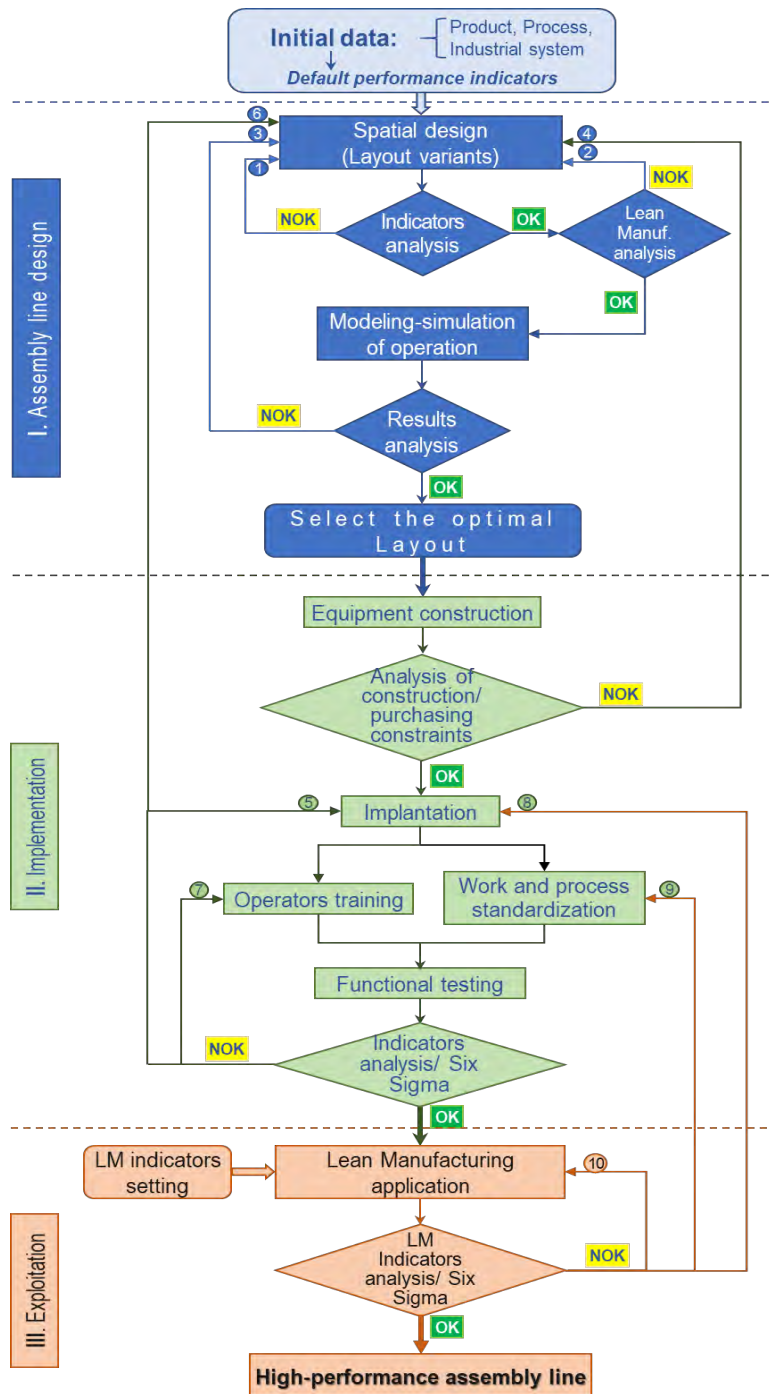 Initial data:
Product, Process,
Industrial system
Default performance indicators
6
3
1
Spatial design
(Layout variants)
4
2
NOK
Indicators
analysis
OK
NOK
Lean
Manuf.
analysis
OK
I. Assembly line design
Modeling-simulation
of operation
NOK
Results
analysis
OK
Select the optimal
Layout
Equipment construction
Analysis of
construction/
purchasing
constraints
NOK
OK
II. Implementation
5
Implantation
8
7
Operators training
Work and process
standardization
9
Functional testing
NOK
Indicators
analysis/ Six
Sigma
OK
LM indicators
setting
Lean Manufacturing
application
10
III. Exploitation
LM
Indicators
analysis/ Six
Sigma
NOK
OK
High-performance assembly line